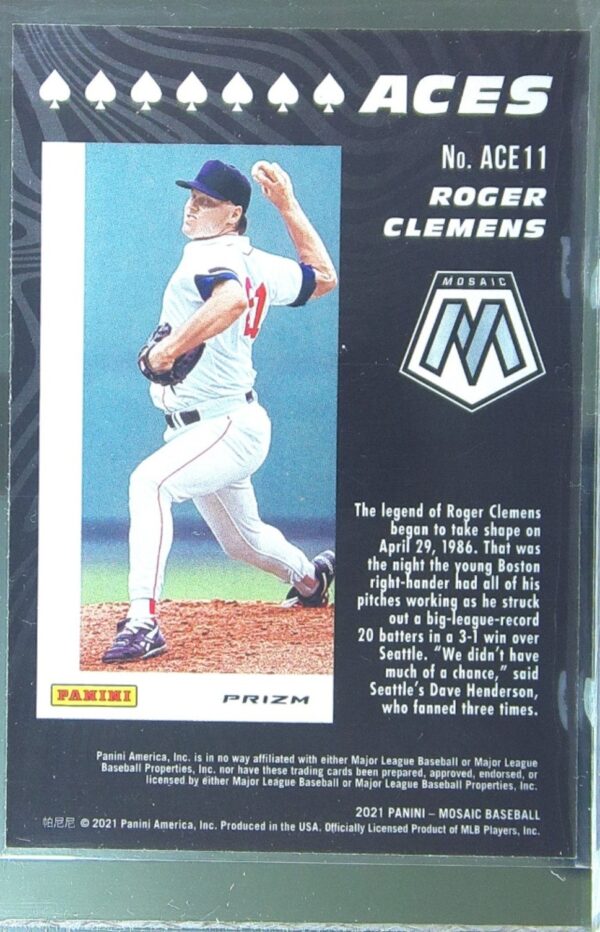 ACES
No. ACE11
ROGER
CLEMENS
MOSAIC
M
21
The legend of Roger Clemens
began to take shape on
April 29, 1986. That was
the night the young Boston
right-hander had all of his
pitches working as he struck
out a big-league-record
20 batters in a 3-1 win over
Seattle. "We didn't have
much of a chance," said
Seattle's Dave Henderson,
who fanned three times.
PANINI
PRIZM
Panini America, Inc. is in no way affiliated with either Major League Baseball or Major League
Baseball Properties, Inc. nor have these trading cards been prepared, approved, endorsed, or
licensed by either Major League Baseball or Major League Baseball Properties, Inc.
2021 PANINI – MOSAIC BASEBALL
帕尼尼 © 2021 Panini America, Inc. Produced in the USA. Officially Licensed Product of MLB Players, Inc.